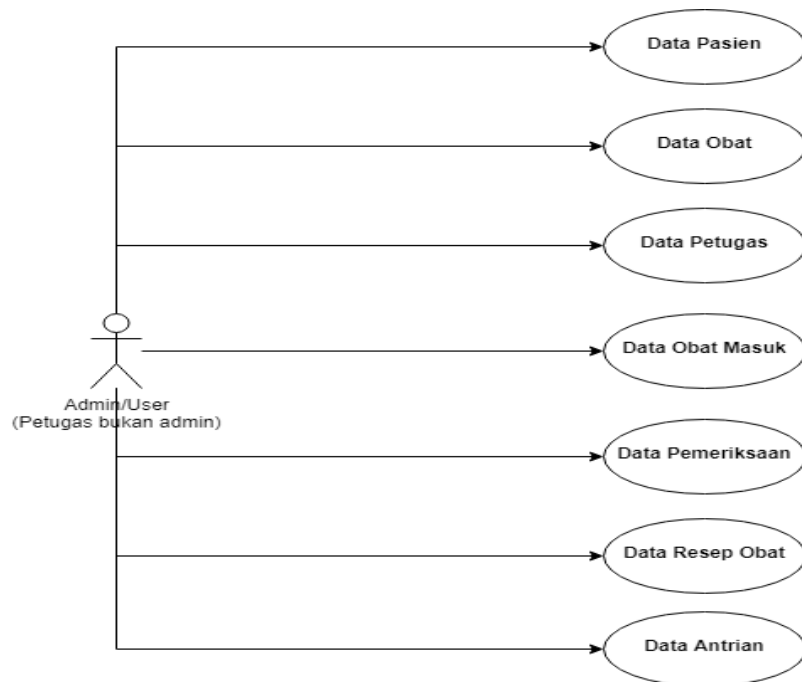 Data Pasien
Data Obat
Data Petugas
Data Obat Masuk
Admin/User
(Petugas bukan admin)
Data Pemeriksaan
Data Resep Obat
Data Antrian